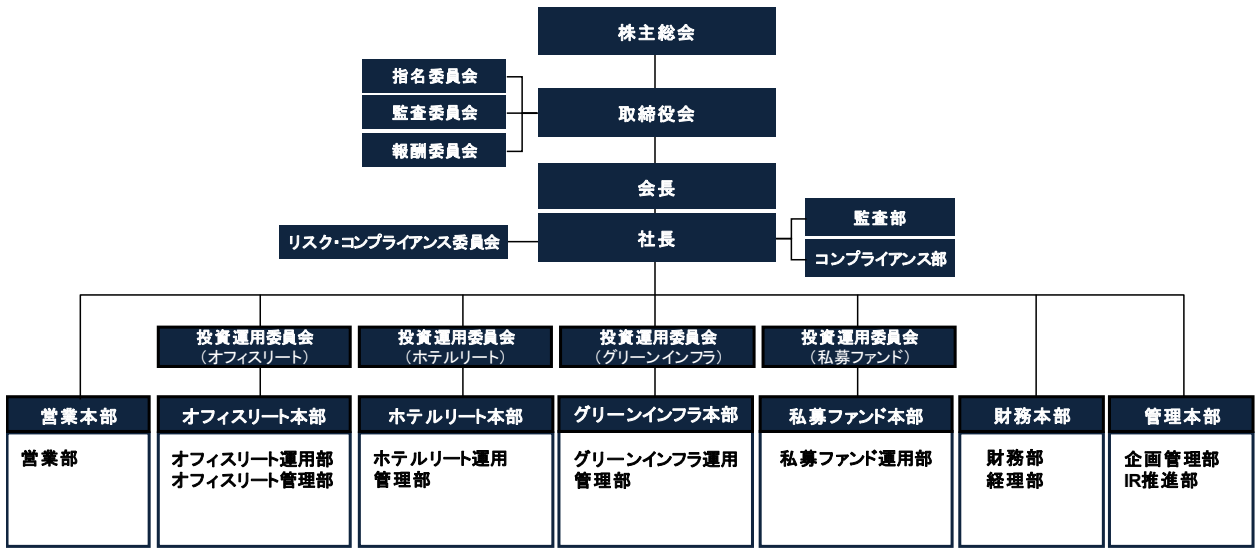 株主総会
指名委員会
監査委員会
報酬委員会
取締役会
会長
社長
リスク・コンプライアンス委員会
監査部
コンプライアンス部
投資運用委員会
(オフィスリート)
投資運用委員会
(ホテルリート)
投資運用委員会
(グリーンインフラ)
投資運用委員会
(私募ファンド)
営業本部
営業部
オフィスリート本部
オフィスリート運用部
オフィスリート管理部
ホテルリート本部
ホテルリート運用
管理部
グリーンインフラ本部
グリーンインフラ運用
管理部
私募ファンド本部
私募ファンド運用部
財務本部
財務部
経理部
管理本部
企画管理部
IR推進部